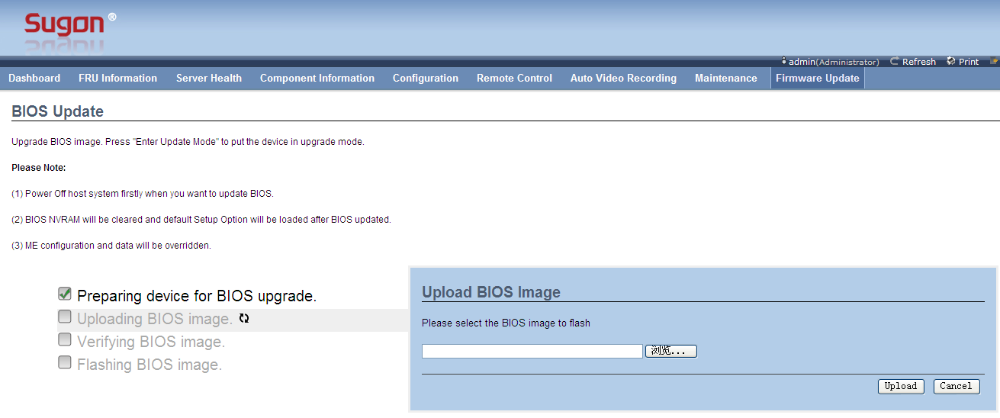 Sugon®
admin(Administrator) Refresh Print
Dashboard FRU Information Server Health Component Information Configuration Remote Control Auto Video Recording Maintenance Firmware Update
BIOS Update
Upgrade BIOS image. Press "Enter Update Mode" to put the device in upgrade mode.
Please Note:
(1) Power Off host system firstly when you want to update BIOS.
(2) BIOS NVRAM will be cleared and default Setup Option will be loaded after BIOS updated.
(3) ME configuration and data will be overridden.
Preparing device for BIOS upgrade.
Uploading BIOS image.
Verifying BIOS image.
Flashing BIOS image.
Upload BIOS Image
Please select the BIOS image to flash
浏览...
Upload Cancel